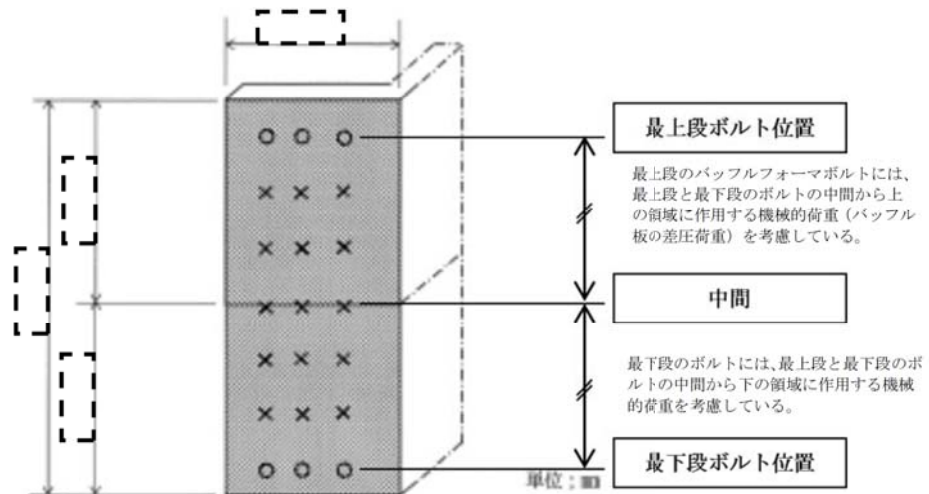 最上段ボルト位置
最上段のバッフルフォーマボルトには、
最上段と最下段のボルトの中間から上
の領域に作用する機械的荷重（バッフル
板の差圧荷重）を考慮している。
中間
最下段のボルトには、最上段と最下段のボ
ルトの中間から下の領域に作用する機械
的荷重を考慮している。
最下段ボルト位置
単位：mm